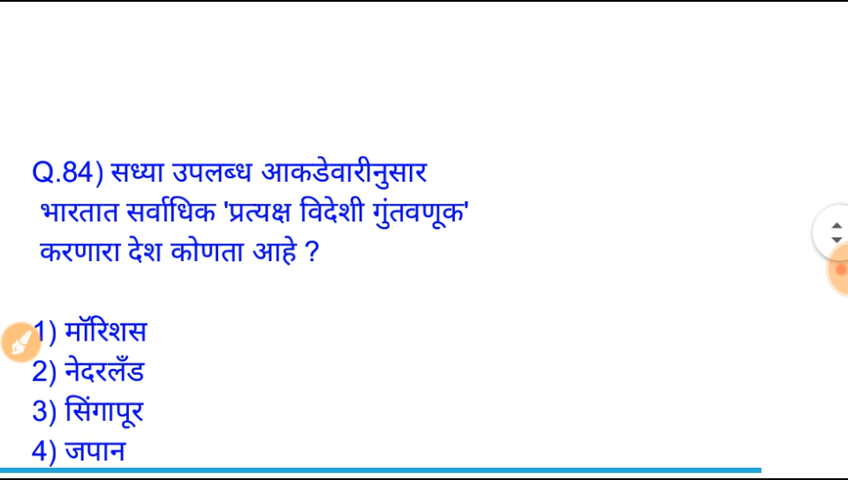 Q.84) सध्या उपलब्ध आकडेवारीनुसार
भारतात सर्वाधिक 'प्रत्यक्ष विदेशी गुंतवणूक'
करणारा देश कोणता आहे ?
1) मॉरिशस
2) नेदरलँड
3) सिंगापूर
4) जपान